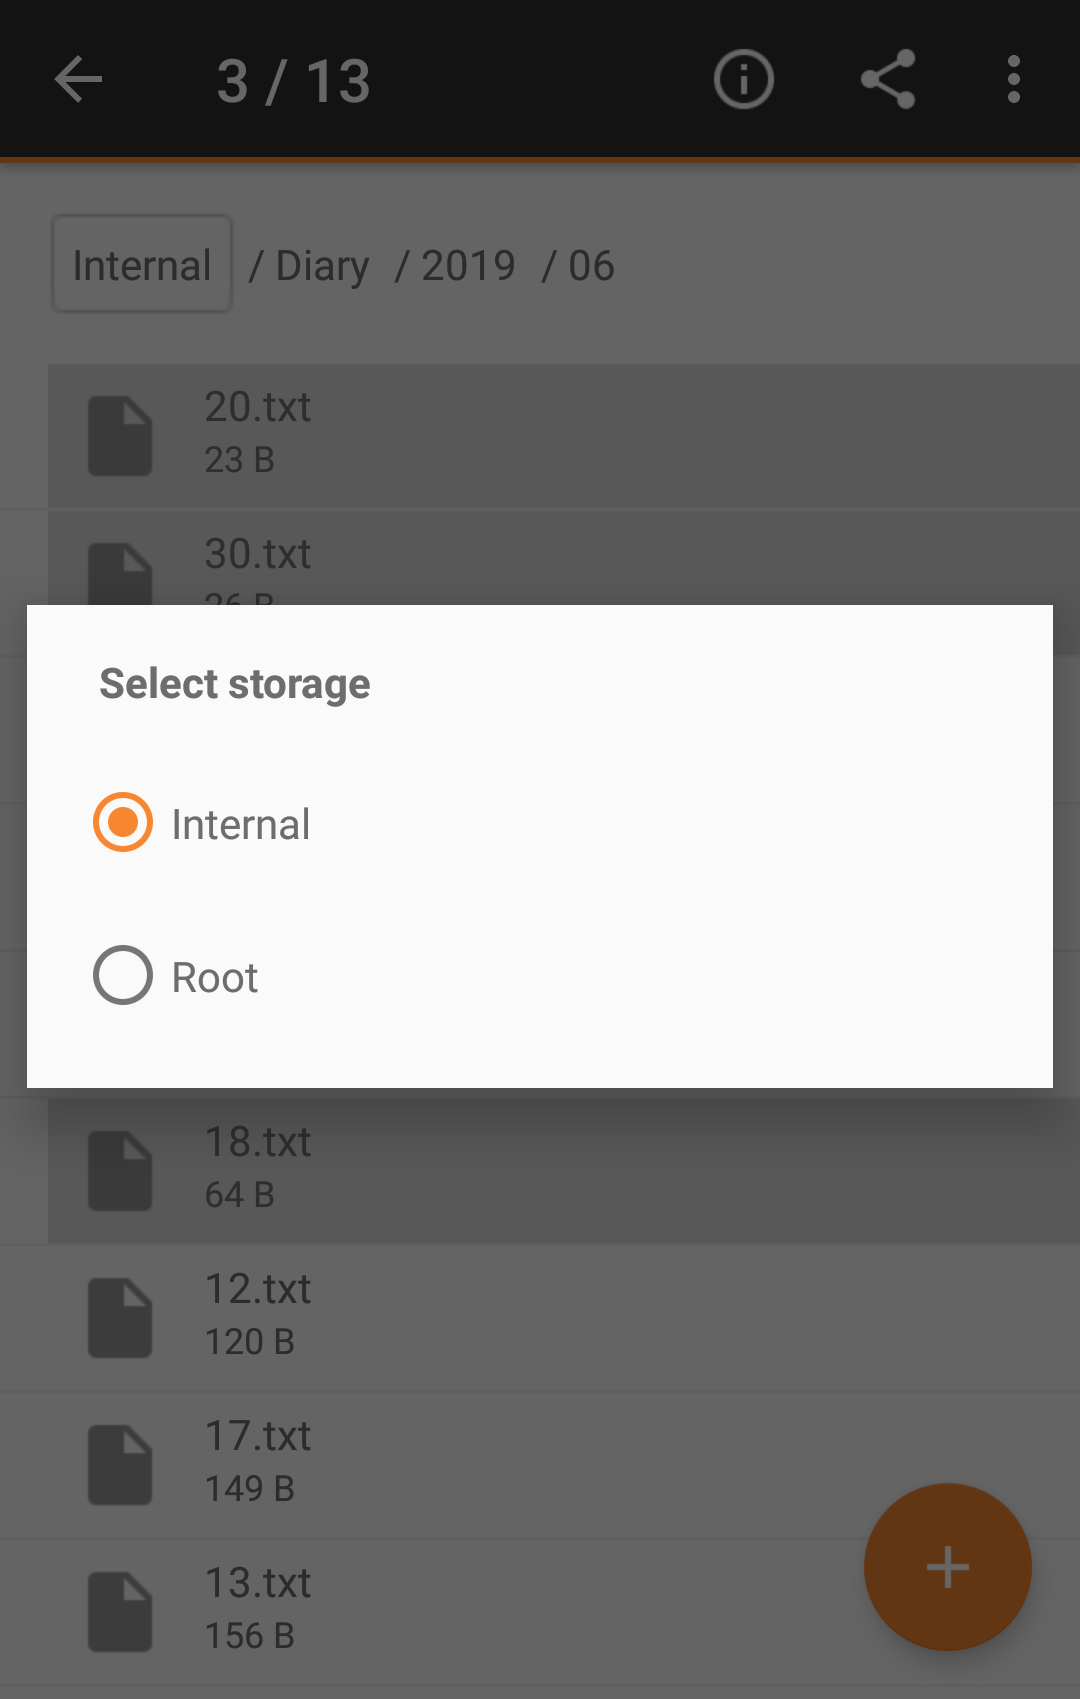 3 / 13
Internal / Diary / 2019 / 06
20.txt
23 B
30.txt
26 B
Select storage
Internal
Root
18.txt
64 B
12.txt
120 B
17.txt
149 B
13.txt
156 B